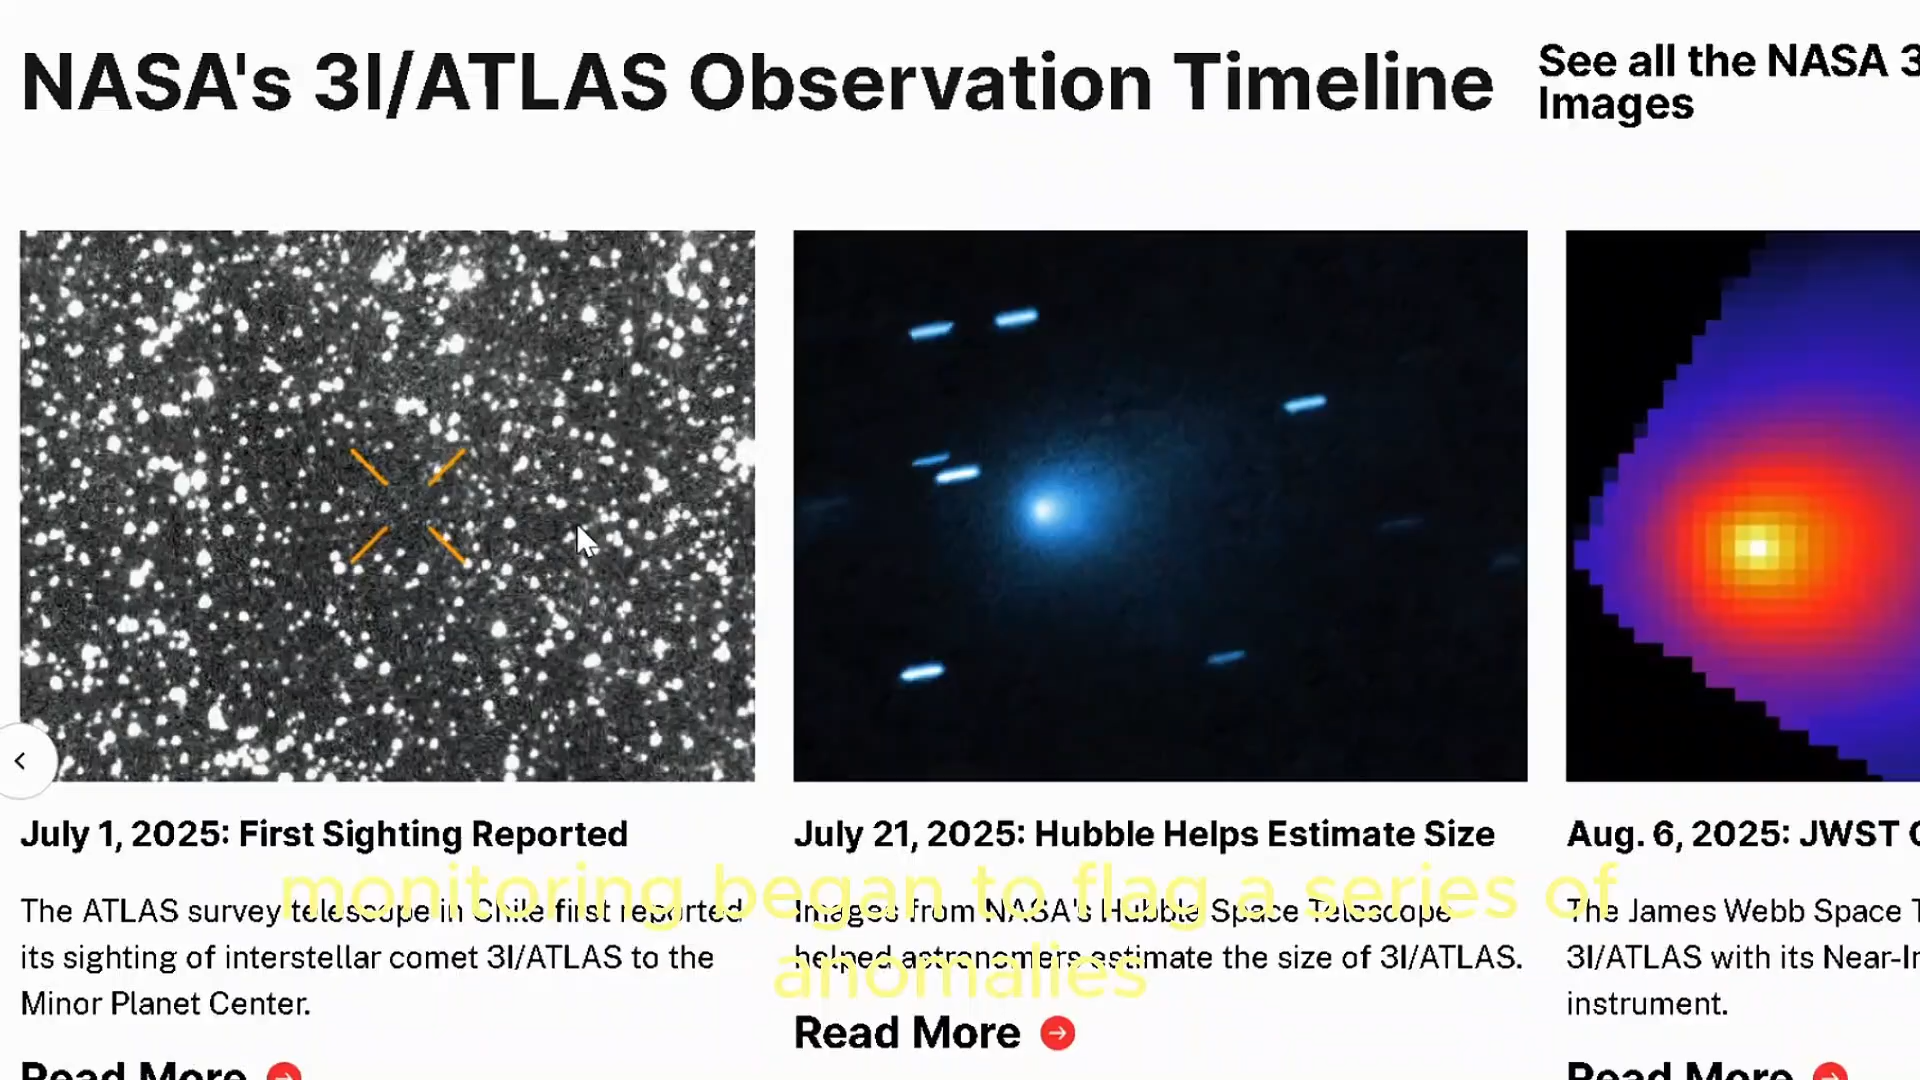 NASA's 3I/ATLAS Observation Timeline
See all the NASA
Images
July 1, 2025: First Sighting Reported
The ATLAS survey telescope in Chile first reported
its sighting of interstellar comet 3I/ATLAS to the
Minor Planet Center.
Read More
July 21, 2025: Hubble Helps Estimate Size
Images from NASA's Hubble Space Telescope
helped astronomers estimate the size of 3I/ATLAS.
Read More
Aug. 6, 2025: JWST
The James Webb Space
3I/ATLAS with its
instrument.
Read More
monitoring began to flag a series of
anomalies